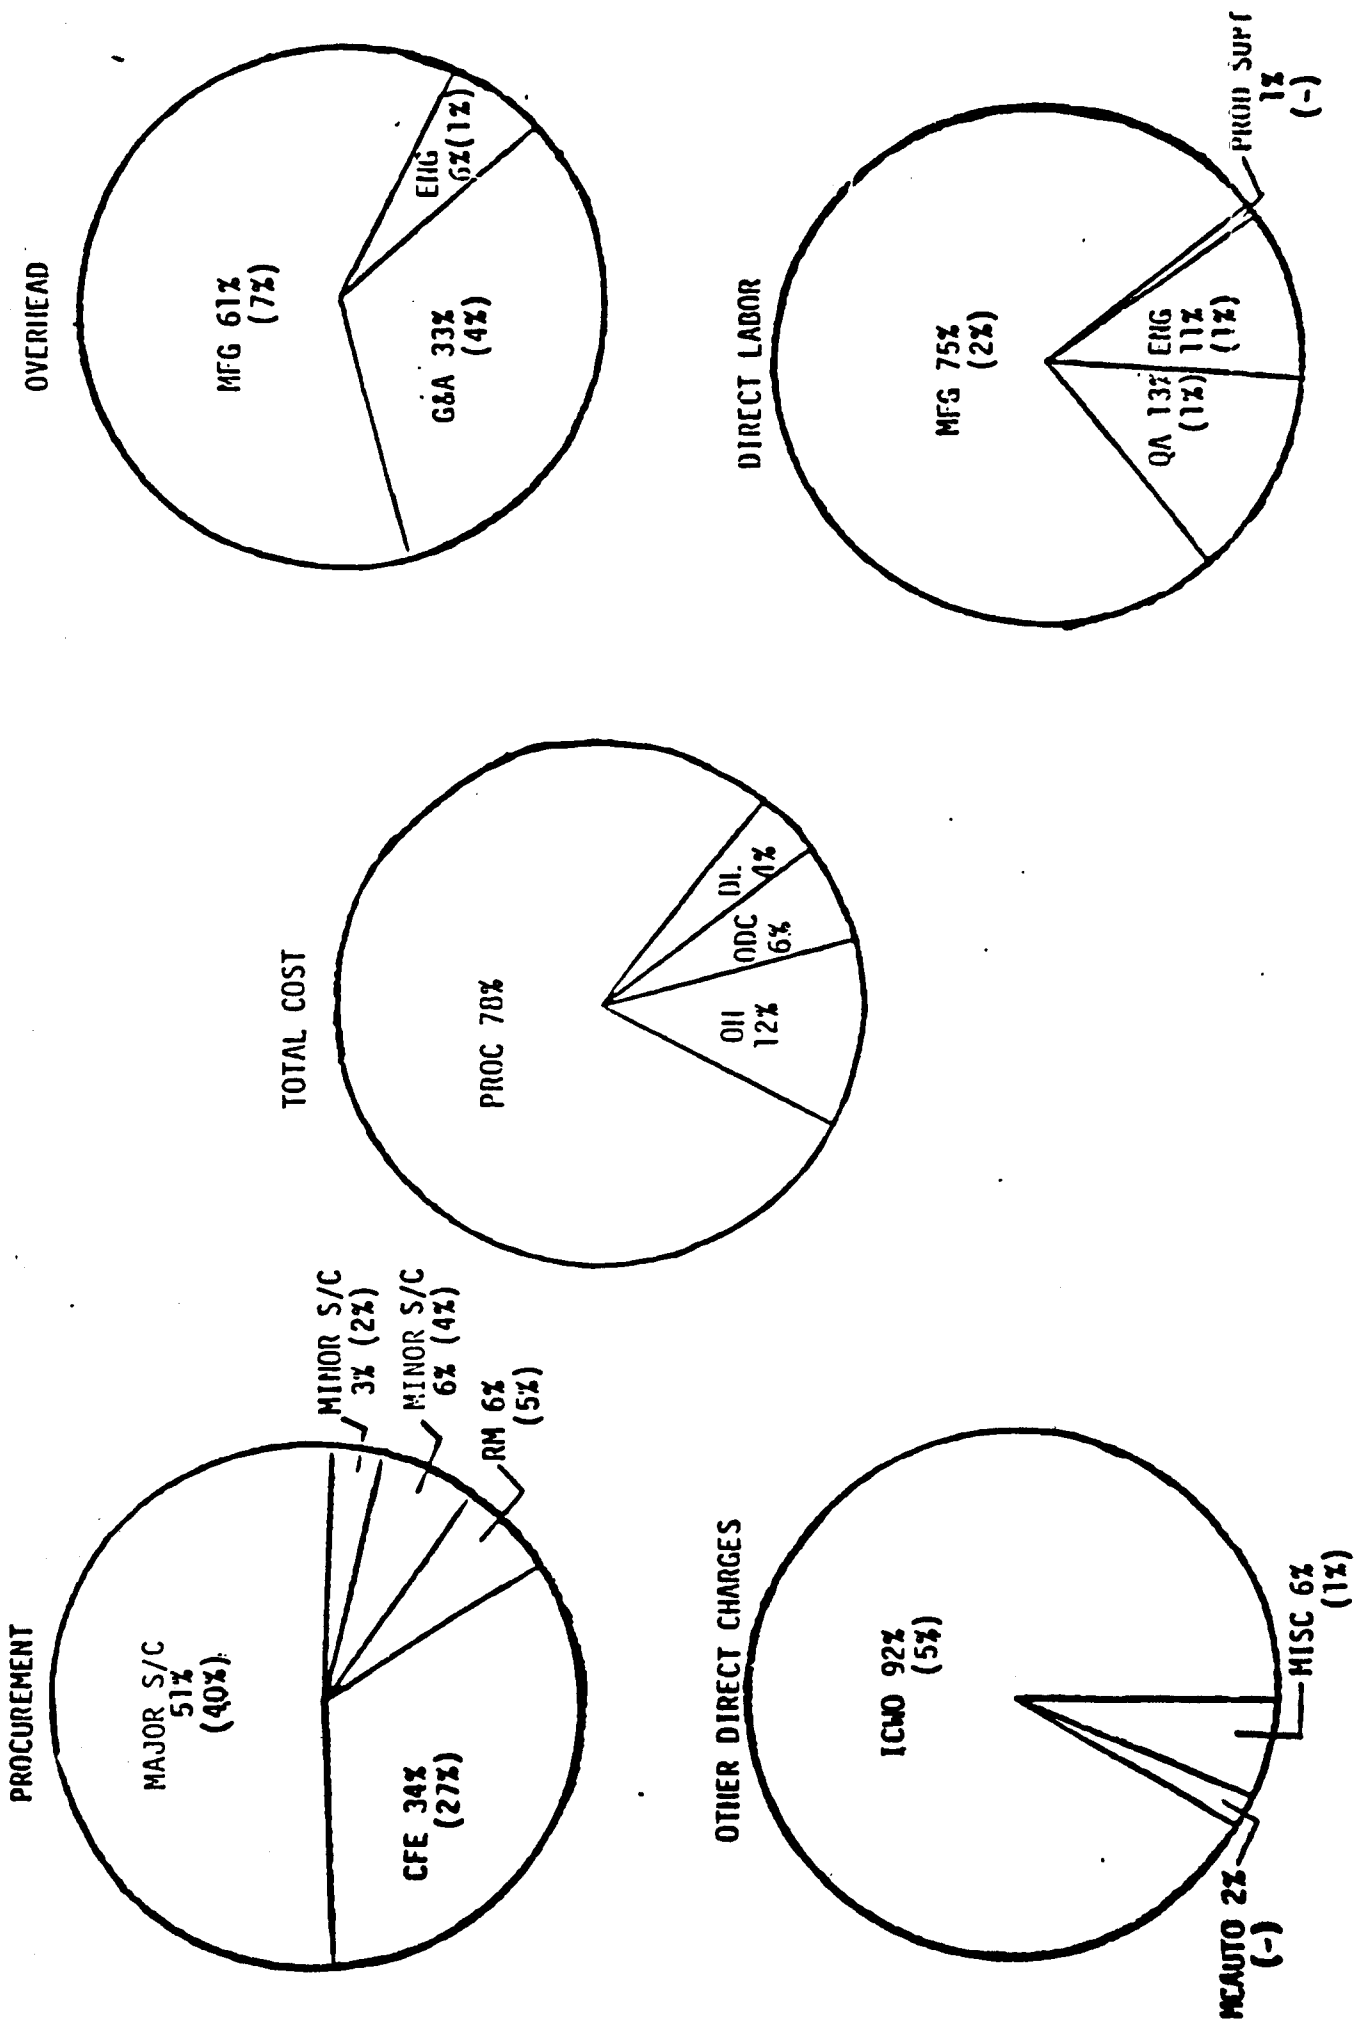 PROCUREMENT
MAJOR S/C
51%
(40%)
MINOR S/C
3% (2%)
MINOR S/C
6% (4%)
RM 6%
(5%)
CFE 34%
(27%)
TOTAL COST
PROC 78%
DL
4%
ODC
6%
OH
12%
OVERHEAD
MFG 61%
(7%)
ENG
6%(1%)
G&A 33%
(4%)
OTHER DIRECT CHARGES
ICWO 92%
(5%)
MCAUTO 2%
(-)
MISC 6%
(1%)
DIRECT LABOR
MFG 75%
(2%)
QA 13%
(1%)
ENG
11%
(1%)
PROD SUPT
1%
(-)